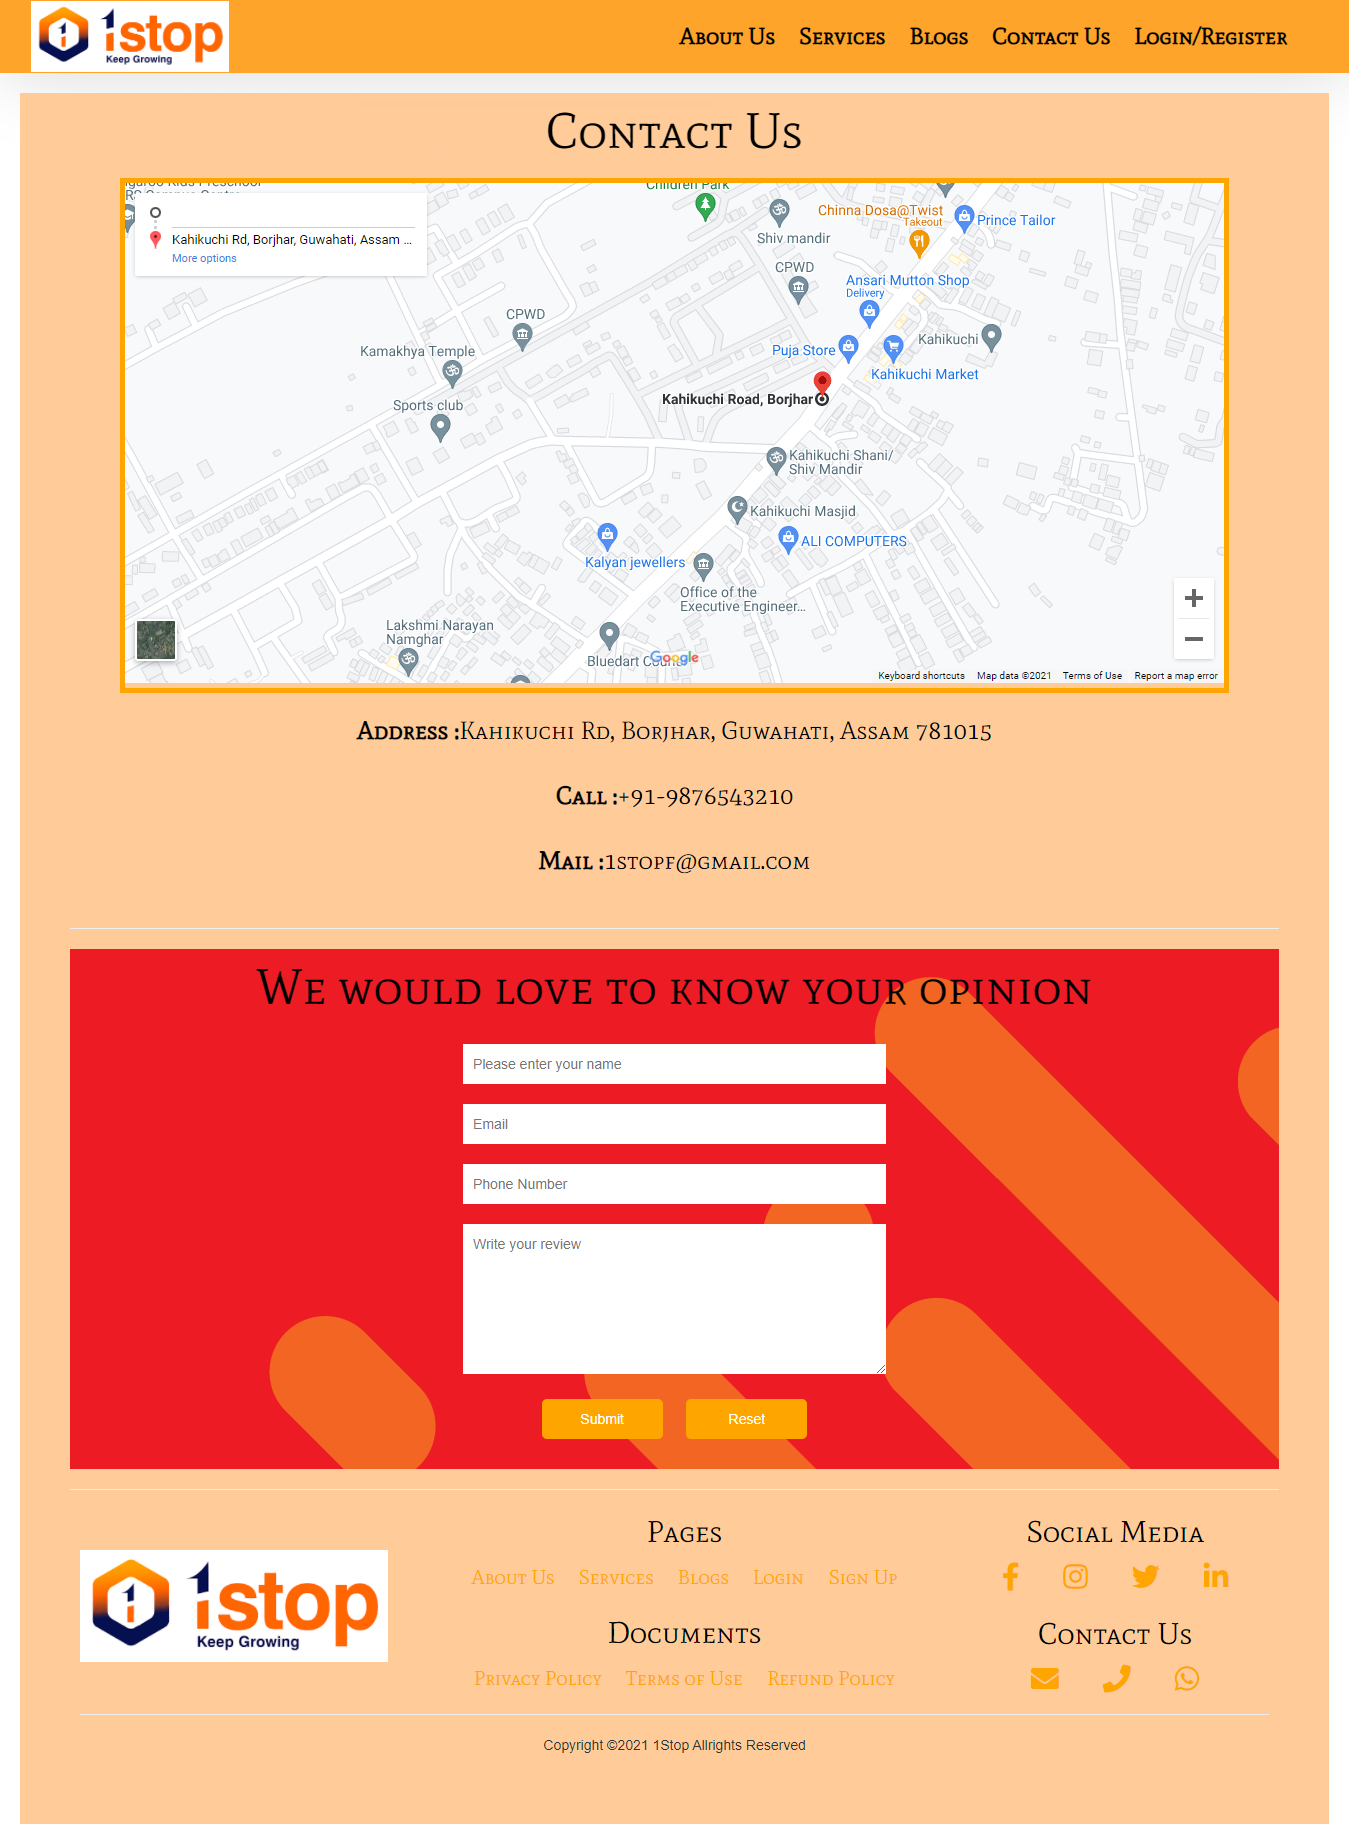 1stop
Keep Growing
About Us Services Blogs Contact Us Login/Register
Contact Us
Children Park
Kahikuchi Rd, Borjhar, Guwahati, Assam ...
More options
Chinna Dosa@Twist
Takeout
Prince Tailor
Shiv mandir
CPWD
Ansari Mutton Shop
Delivery
CPWD
Kahikuchi
Kamakhya Temple
Puja Store
Kahikuchi Market
Kahikuchi Road, Borjhar
Sports club
Kahikuchi Shani/
Shiv Mandir
Kahikuchi Masjid
ALI COMPUTERS
Kalyan jewellers
Office of the
Executive Engineer...
Lakshmi Narayan
Namghar
Bluedart
Google
Keyboard shortcuts Map data ©2021 Terms of Use Report a map error
Address :Kahikuchi Rd, Borjhar, Guwahati, Assam 781015
Call :+91-9876543210
Mail :1stopf@gmail.com
We would love to know your opinion
Please enter your name
Email
Phone Number
Write your review
Submit Reset
1stop
Keep Growing
Pages
About Us Services Blogs Login Sign Up
Documents
Privacy Policy Terms of Use Refund Policy
Social Media
Contact Us
Copyright ©2021 1Stop Allrights Reserved